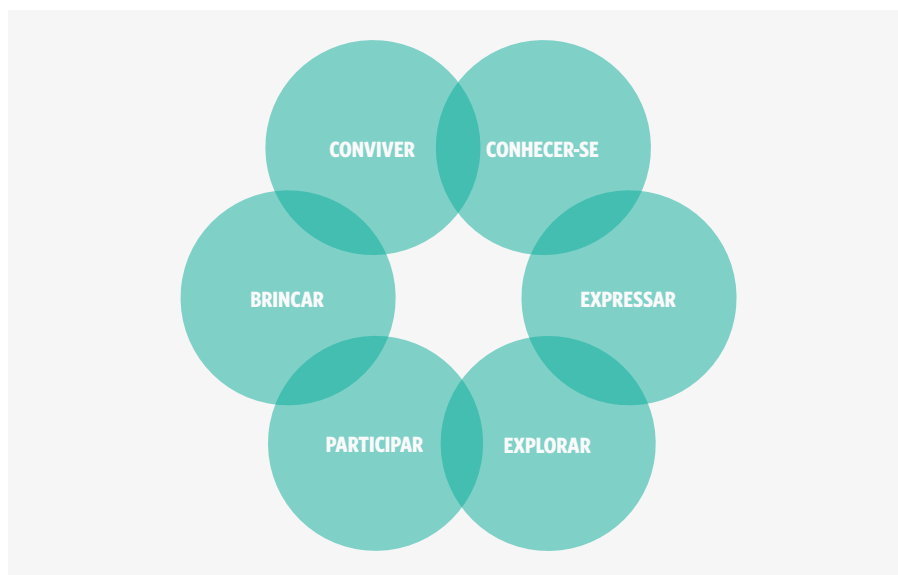 CONVIVER
CONHECER-SE
BRINCAR
EXPRESSAR
PARTICIPAR
EXPLORAR